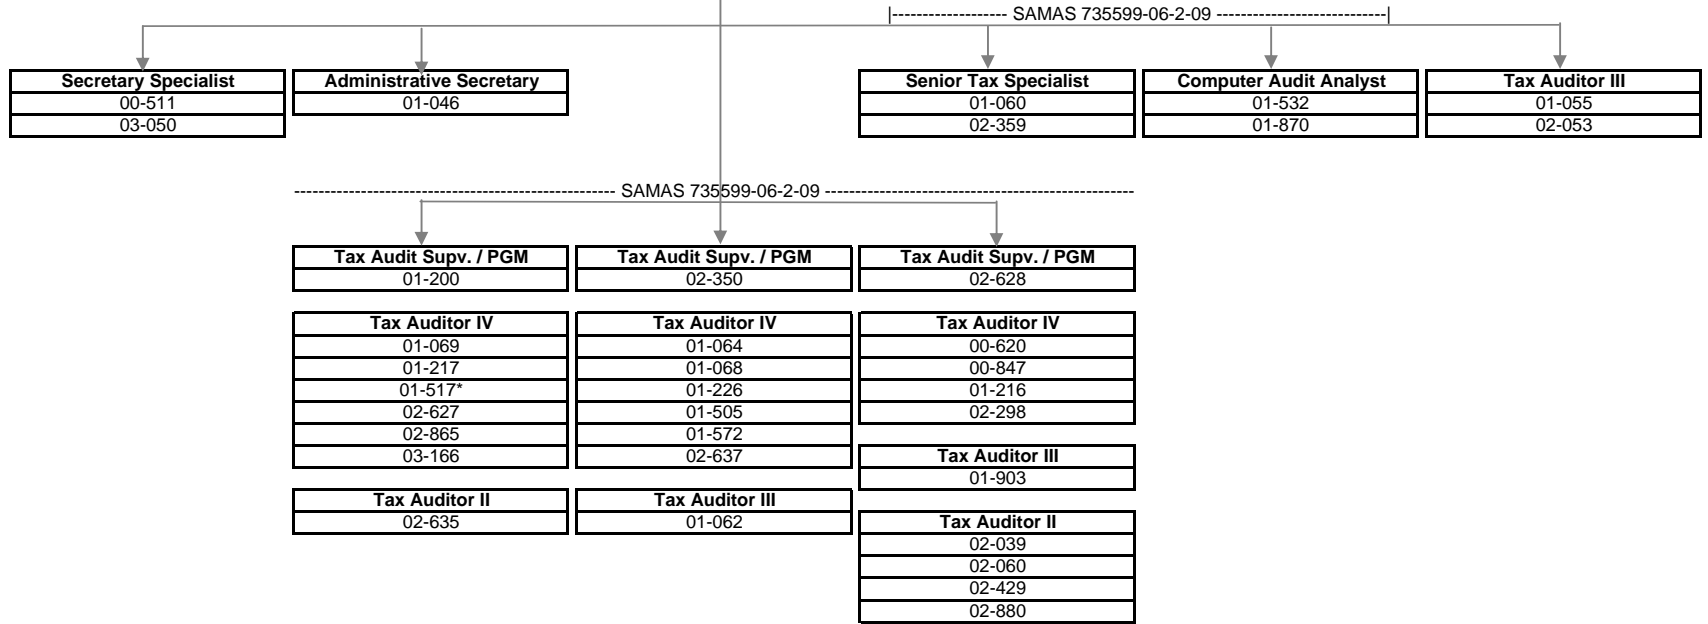 |------------------- SAMAS 735599-06-2-09 ----------------------------|
Secretary Specialist
00-511
03-050
Administrative Secretary
01-046
Senior Tax Specialist
01-060
02-359
Computer Audit Analyst
01-532
01-870
Tax Auditor III
01-055
02-053
------------------------------------------------------ SAMAS 735599-06-2-09 ----------------------------------------------------
Tax Audit Supv. / PGM
01-200
Tax Auditor IV
01-069
01-217
01-517*
02-627
02-865
03-166
Tax Auditor II
02-635
Tax Audit Supv. / PGM
02-350
Tax Auditor IV
01-064
01-068
01-226
01-505
01-572
02-637
Tax Auditor III
01-062
Tax Audit Supv. / PGM
02-628
Tax Auditor IV
00-620
00-847
01-216
02-298
Tax Auditor III
01-903
Tax Auditor II
02-039
02-060
02-429
02-880